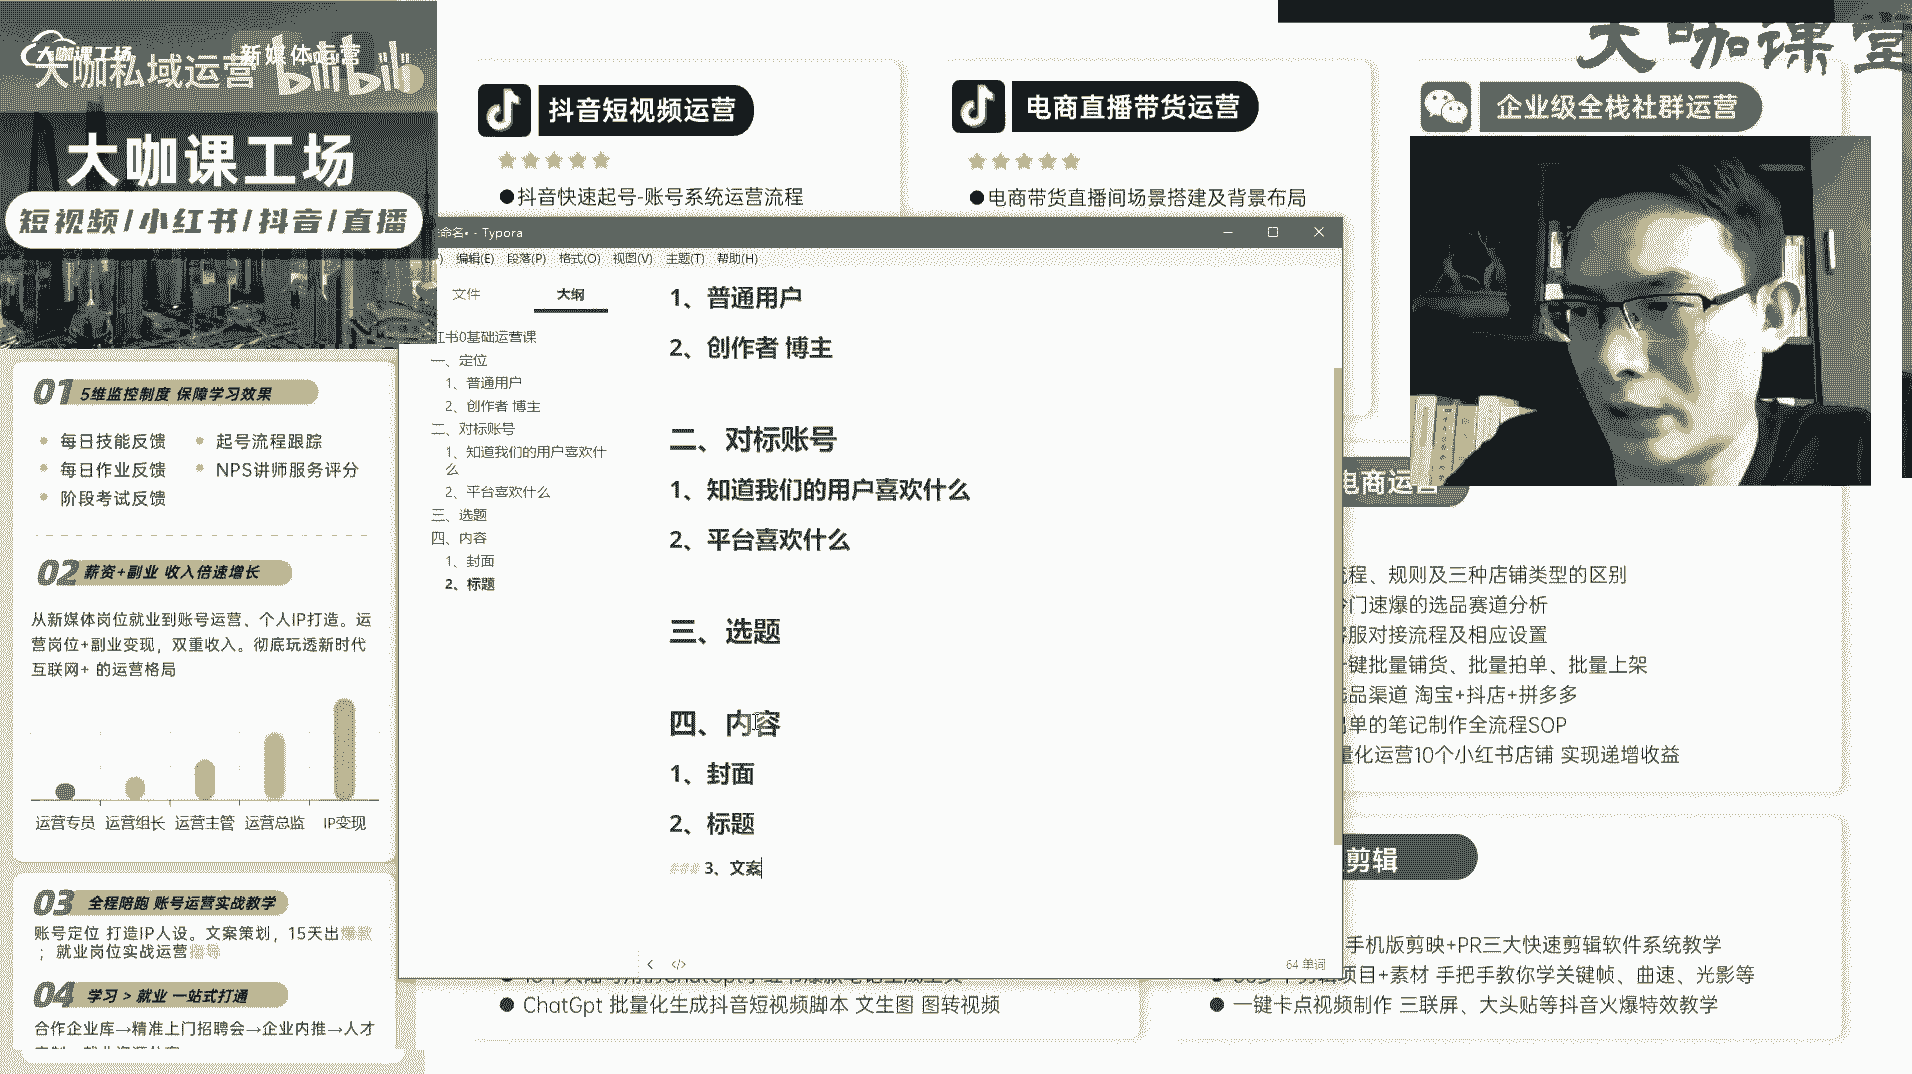 大咖课工场
大咖私域运营
新媒体运营
bilibili
大咖课工场
短视频/小红书/抖音/直播
01 5维监控制度 保障学习效果
每日技能反馈
起号流程跟踪
每日作业反馈
NPS讲师服务评分
阶段考试反馈
02 薪资+副业 收入倍速增长
从新媒体岗位就业到账号运营、个人IP打造。运
营岗位+副业变现，双重收入。彻底玩透新时代
互联网+ 的运营格局
运营专员 运营组长 运营主管 运营总监 IP变现
03 全程陪跑 账号运营实战教学
账号定位 打造IP人设。文案策划，15天出爆款
；就业岗位实战运营指导
04 学习 > 就业 一站式打通
合作企业库→精准上门招聘会→企业内推→人才
抖音短视频运营
●抖音快速起号-账号系统运营流程
电商直播带货运营
●电商带货直播间场景搭建及背景布局
大咖课堂
企业级全栈社群运营
命名• - Typora
编辑(E) 段落(P) 格式(O) 视图(V) 主题(T) 帮助(H)
文件 大纲
红书0基础运营课
一、定位
1、普通用户
2、创作者 博主
二、对标账号
1、知道我们的用户喜欢什
么
2、平台喜欢什么
三、选题
四、内容
1、封面
2、标题
1、普通用户
2、创作者 博主
二、对标账号
1、知道我们的用户喜欢什么
2、平台喜欢什么
三、选题
四、内容
1、封面
2、标题
### 3、文案
64 单词
电商运营
流程、规则及三种店铺类型的区别
冷门速爆的选品赛道分析
客服对接流程及相应设置
一键批量铺货、批量拍单、批量上架
选品渠道 淘宝+抖店+拼多多
出单的笔记制作全流程SOP
量化运营10个小红书店铺 实现递增收益
剪辑
手机版剪映+PR三大快速剪辑软件系统教学
项目+素材 手把手教你学关键帧、曲速、光影等
●一键卡点视频制作 三联屏、大头贴等抖音火爆特效教学
●ChatGpt 批量化生成抖音短视频脚本 文生图 图转视频